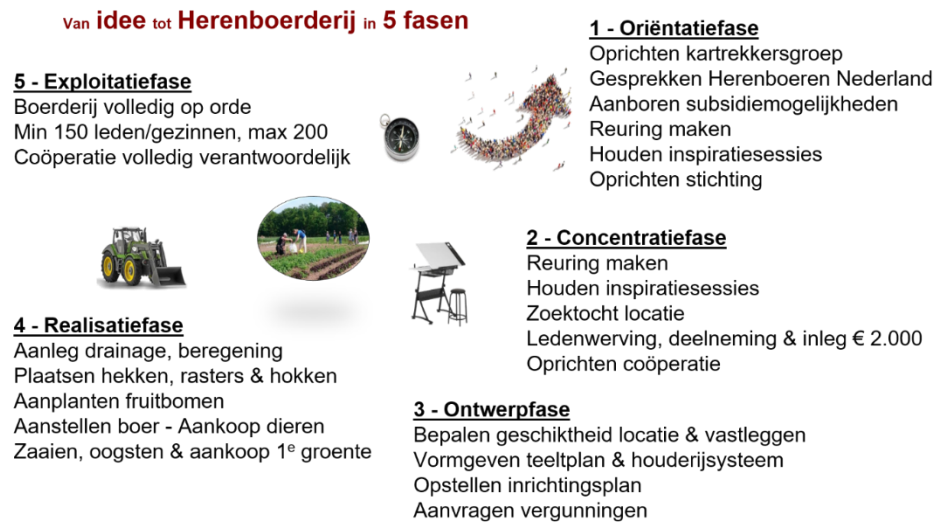 Van idee tot Herenboerderij in 5 fasen
1 - Oriëntatiefase
Oprichten kartrekkersgroep
Gesprekken Herenboeren Nederland
Aanboren subsidiemogelijkheden
Reuring maken
Houden inspiratiesessies
Oprichten stichting
2 - Concentratiefase
Reuring maken
Houden inspiratiesessies
Zoektocht locatie
Ledenwerving, deelneming & inleg € 2.000
Oprichten coöperatie
3 - Ontwerpfase
Bepalen geschiktheid locatie & vastleggen
Vormgeven teeltplan & houderijsysteem
Opstellen inrichtingsplan
Aanvragen vergunningen
4 - Realisatiefase
Aanleg drainage, beregening
Plaatsen hekken, rasters & hokken
Aanplanten fruitbomen
Aanstellen boer - Aankoop dieren
Zaaien, oogsten & aankoop 1e groente
5 - Exploitatiefase
Boerderij volledig op orde
Min 150 leden/gezinnen, max 200
Coöperatie volledig verantwoordelijk